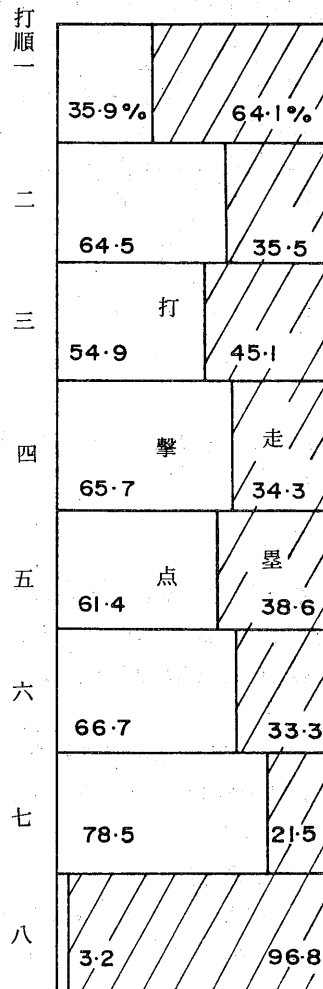 打順
一
35.9% 64.1%
二
64.5 35.5
三
54.9 45.1
四
65.7 34.3
五
61.4 38.6
六
66.7 33.3
七
78.5 21.5
八
3.2 96.8
打撃点
走塁